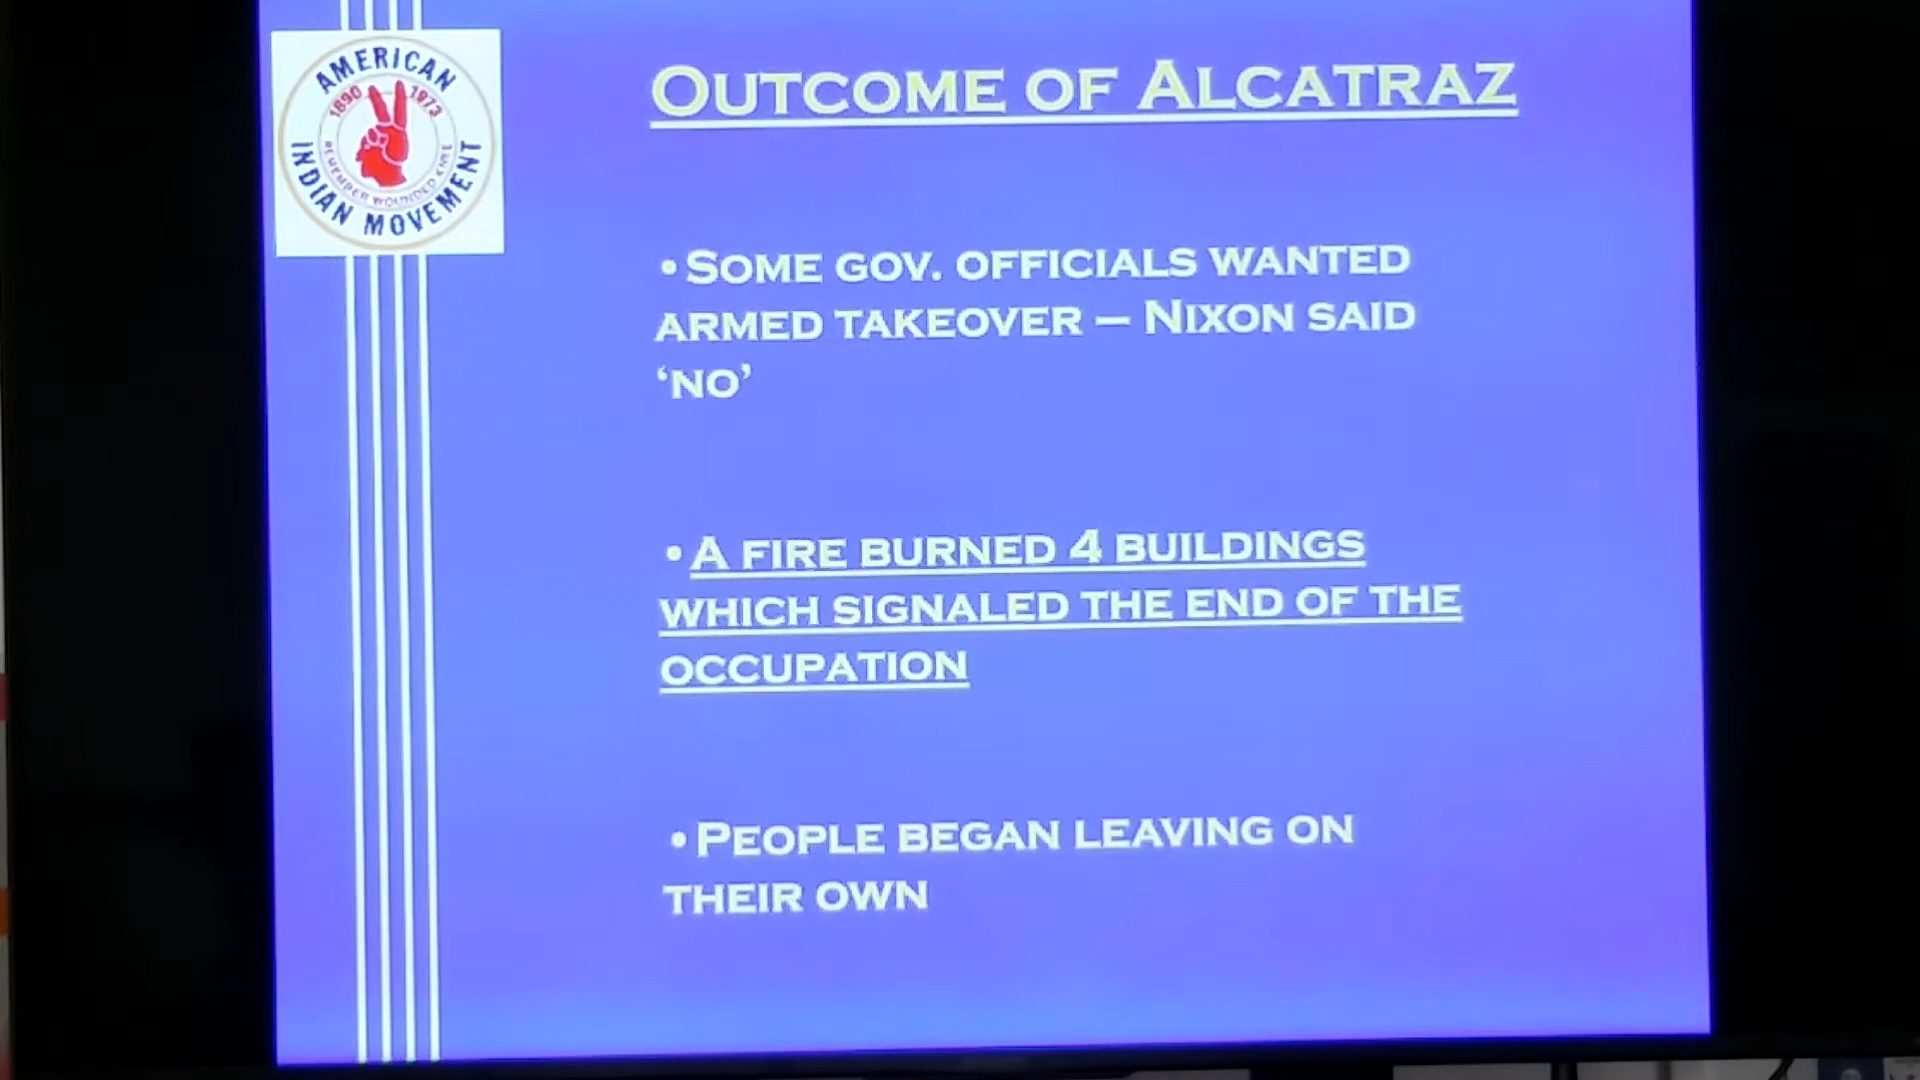 AMERICAN
1890 1973
REMEMBER WOUNDED KNEE
INDIAN MOVEMENT
OUTCOME OF ALCATRAZ
• SOME GOV. OFFICIALS WANTED
ARMED TAKEOVER – NIXON SAID
‘NO’
• A FIRE BURNED 4 BUILDINGS
WHICH SIGNALED THE END OF THE
OCCUPATION
• PEOPLE BEGAN LEAVING ON
THEIR OWN